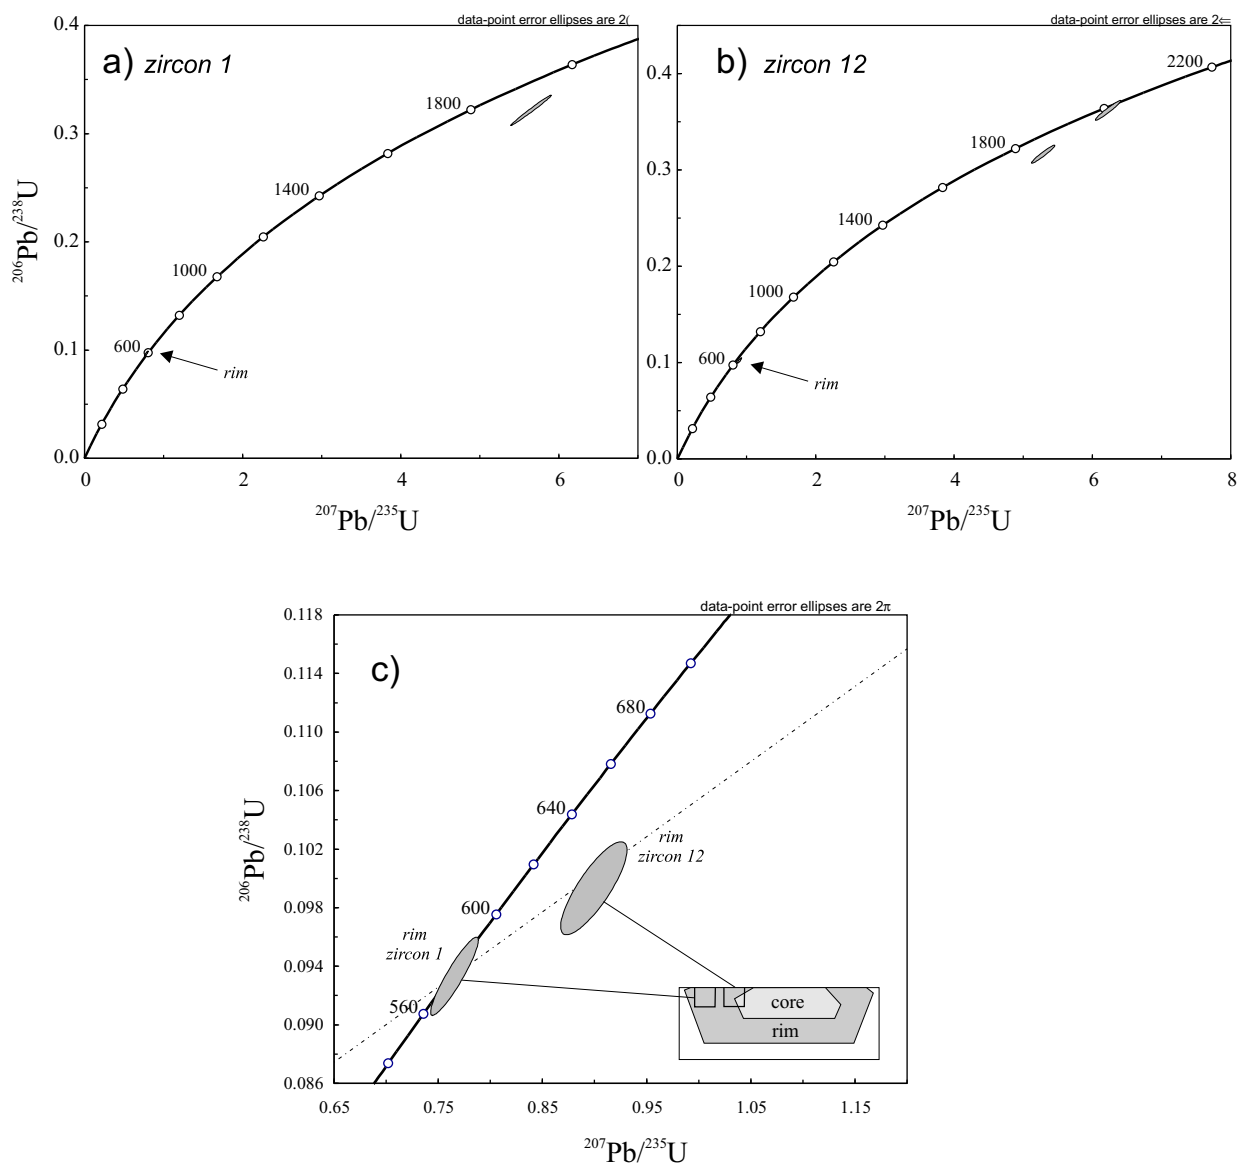 data-point error ellipses are 2(
a) zircon 1
0.4
0.3
0.2
0.1
0.0
206Pb/238U
1800
1400
1000
600
rim
0 2 4 6
207Pb/235U
data-point error ellipses are 2⇐
b) zircon 12
0.4
0.3
0.2
0.1
0.0
2200
1800
1400
1000
600
rim
0 2 4 6 8
207Pb/235U
data-point error ellipses are 2π
c)
0.118
0.114
0.110
0.106
0.102
0.098
0.094
0.090
0.086
206Pb/238U
680
640
600
560
rim
zircon 12
rim
zircon 1
core
rim
0.65 0.75 0.85 0.95 1.05 1.15
207Pb/235U